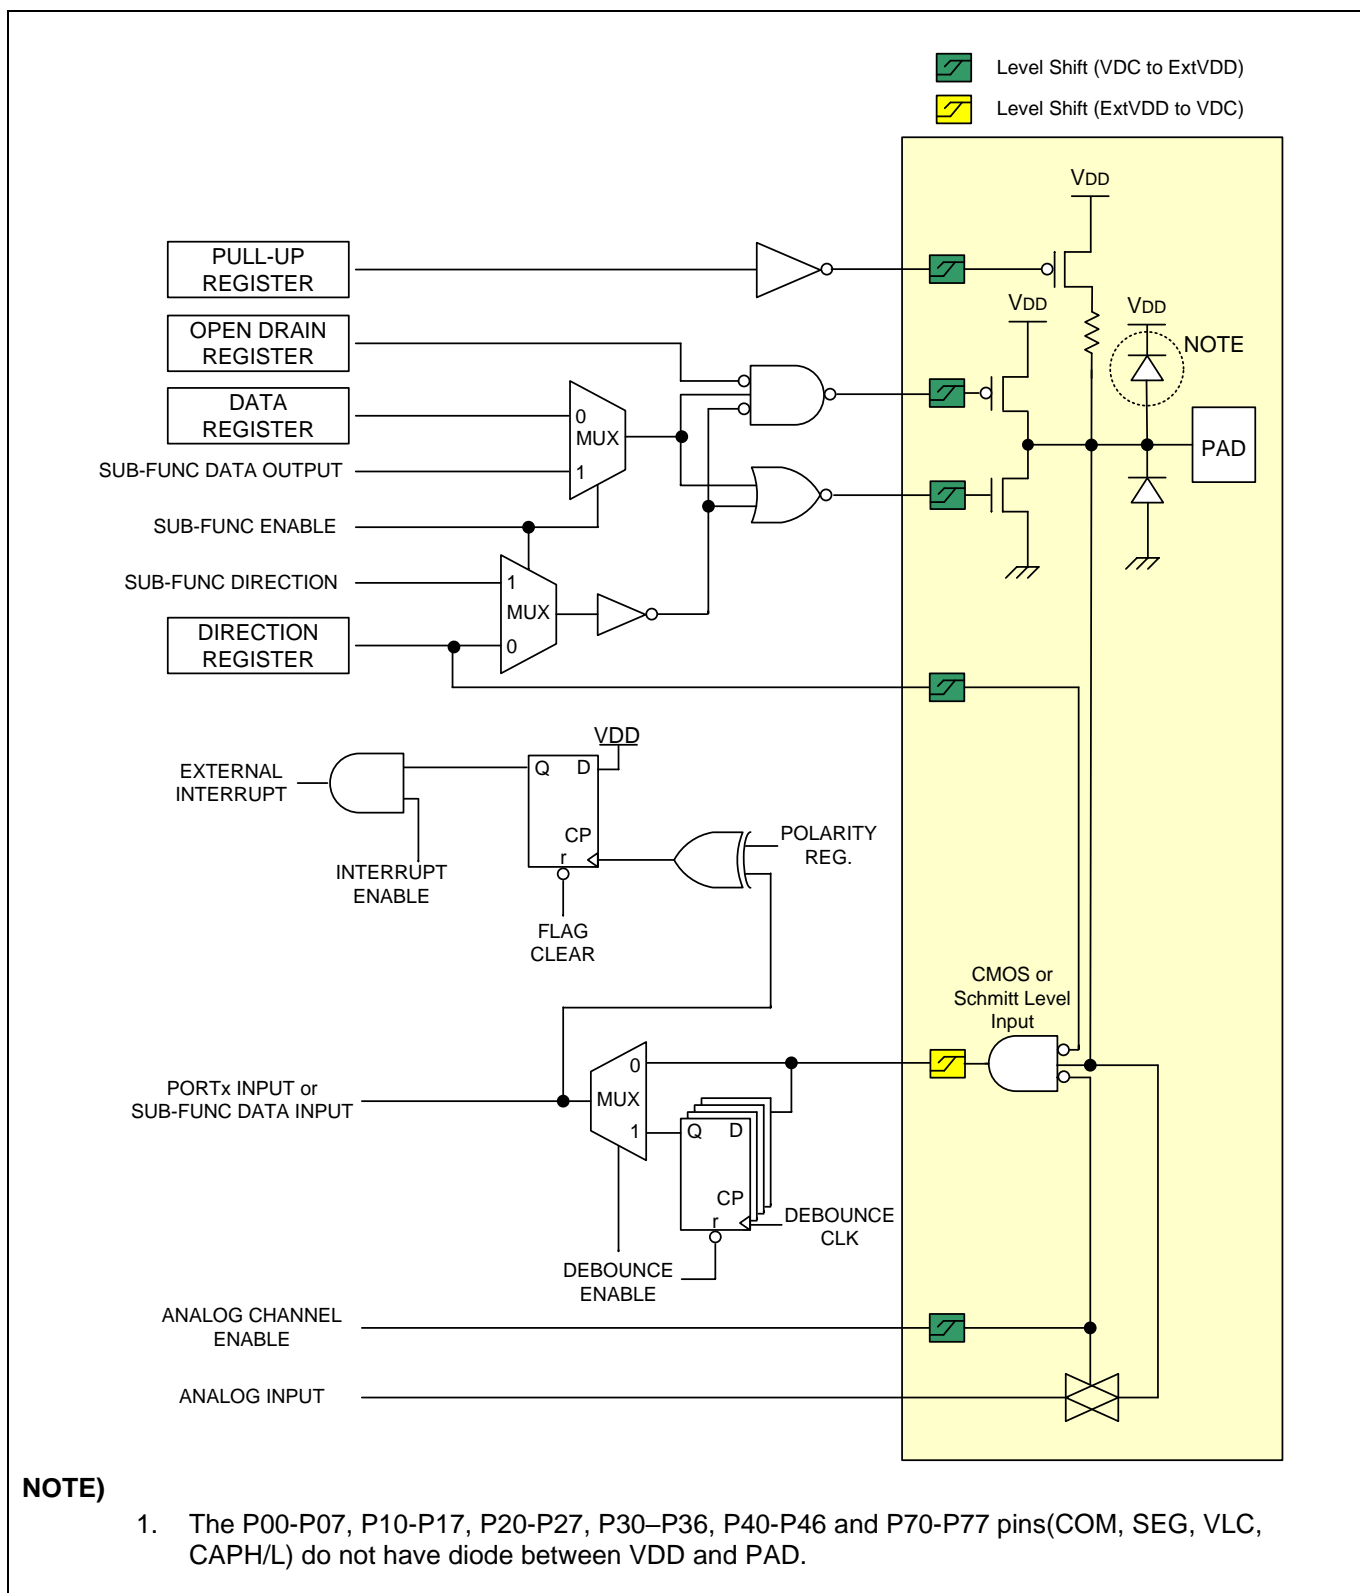 Level Shift (VDC to ExtVDD)
Level Shift (ExtVDD to VDC)
VDD
PULL-UP
REGISTER
VDD
VDD
OPEN DRAIN
REGISTER
NOTE
DATA
REGISTER
0
MUX
1
PAD
SUB-FUNC DATA OUTPUT
SUB-FUNC ENABLE
SUB-FUNC DIRECTION
1
MUX
0
DIRECTION
REGISTER
VDD
Q D
CP
r
EXTERNAL
INTERRUPT
POLARITY
REG.
INTERRUPT
ENABLE
FLAG
CLEAR
CMOS or
Schmitt Level
Input
0
MUX
1
PORTx INPUT or
SUB-FUNC DATA INPUT
Q D
CP
r
DEBOUNCE
CLK
DEBOUNCE
ENABLE
ANALOG CHANNEL
ENABLE
ANALOG INPUT
NOTE)
1. The P00-P07, P10-P17, P20-P27, P30–P36, P40-P46 and P70-P77 pins(COM, SEG, VLC,
CAPH/L) do not have diode between VDD and PAD.